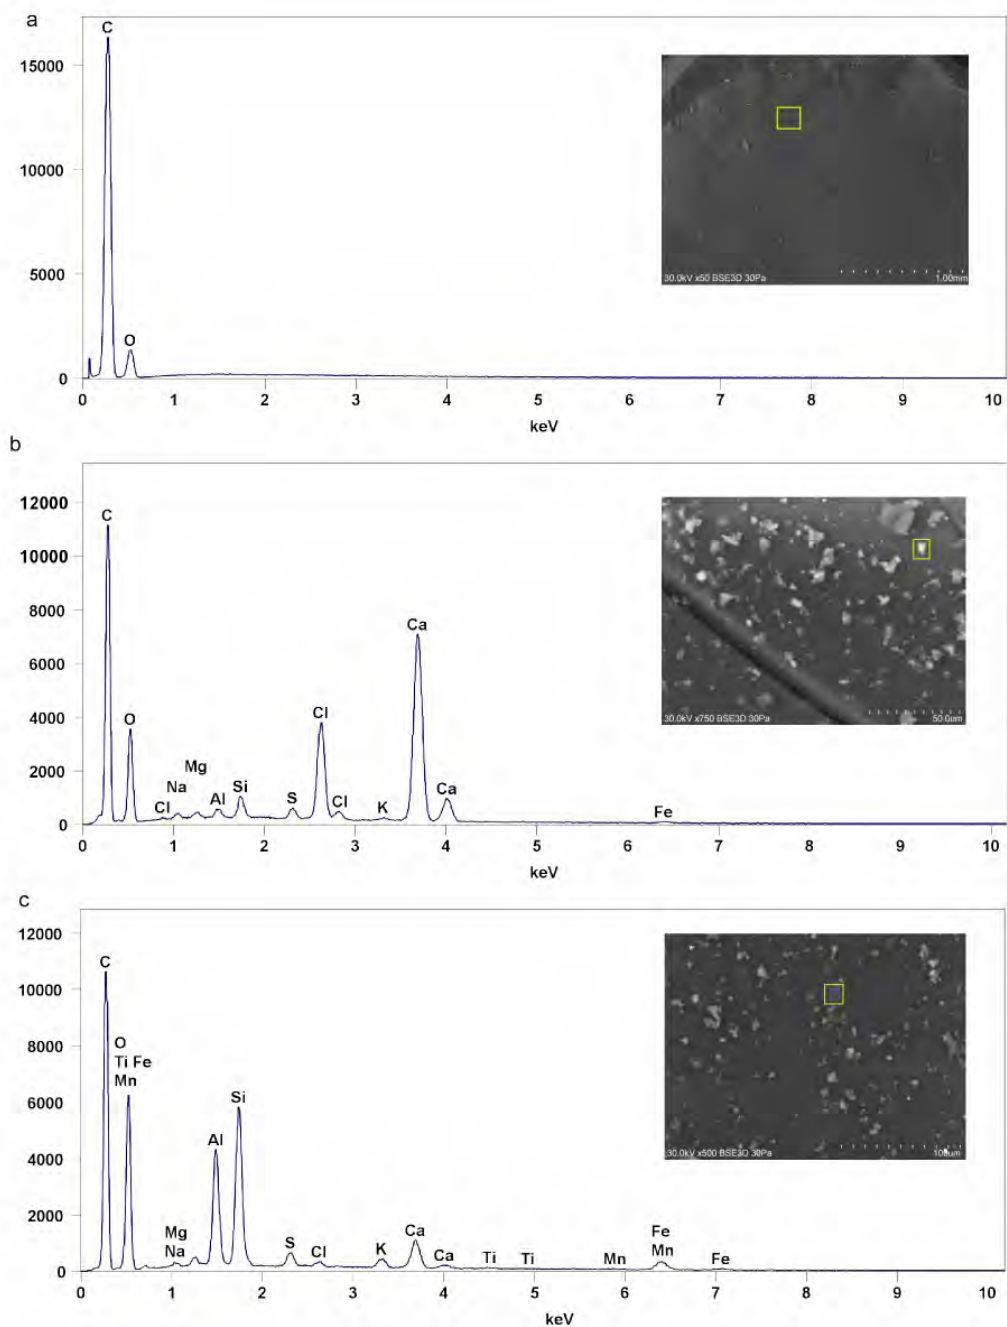 a
C
15000
10000
5000
O
0
0 1 2 3 4 5 6 7 8 9 10
keV
30.0kV x50 BSE3D 30Pa 1.00mm
b
12000
C
10000
8000
Ca
6000
Cl
4000
O
2000
Mg
Na
Cl
Al
Si
S
Cl
K
Ca
Fe
0
0 1 2 3 4 5 6 7 8 9 10
keV
30.0kV x750 BSE3D 30Pa 50.0um
c
12000
C
10000
O
Ti Fe
Mn
8000
Si
6000
Al
4000
2000
Mg
Na
S
Cl
K
Ca
Ca
Ti
Ti
Mn
Fe
Mn
Fe
0
0 1 2 3 4 5 6 7 8 9 10
keV
30.0kV x500 BSE3D 30Pa 100um